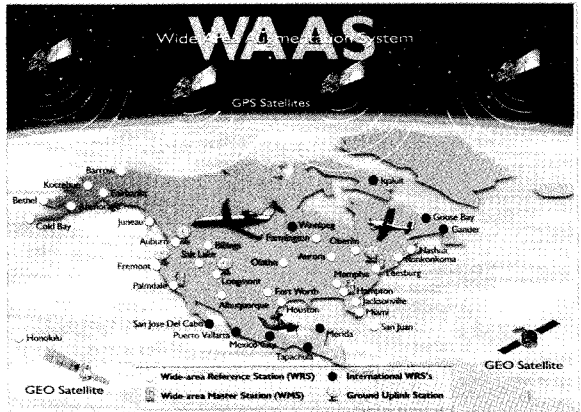 WAAS
Wide Area Augmentation System
GPS Satellites
Barrow
Kotzebue
Fairbanks
Bethel
Anchorage
Cold Bay
Juneau
Iqaluit
Goose Bay
Gander
Winnipeg
Farmington
Auburn
Billings
Oberlin
Nashua
Ronkonkoma
Salt Lake
Aurora
Olathe
Fremont
Leesburg
Longmont
Memphis
Palmdale
Hampton
Albuquerque
Fort Worth
Jacksonville
Houston
Miami
San Jose Del Cabo
Puerto Vallarta
Mexico City
Merida
San Juan
Tapachula
Honolulu
GEO Satellite
GEO Satellite
Wide-area Reference Station (WRS)
International WRS's
Wide-area Master Station (WMS)
Ground Uplink Station